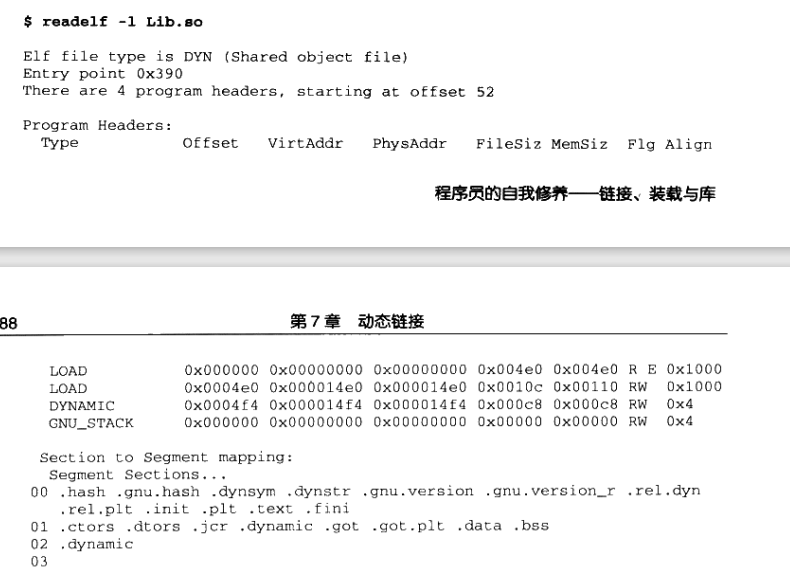 $ readelf -l Lib.so
Elf file type is DYN (Shared object file)
Entry point 0x390
There are 4 program headers, starting at offset 52
Program Headers:
Type Offset VirtAddr PhysAddr FileSiz MemSiz Flg Align
程序员的自我修养——链接、装载与库
88 第7章 动态链接
LOAD 0x000000 0x00000000 0x00000000 0x004e0 0x004e0 R E 0x1000
LOAD 0x0004e0 0x000014e0 0x000014e0 0x0010c 0x00110 RW 0x1000
DYNAMIC 0x0004f4 0x000014f4 0x000014f4 0x000c8 0x000c8 RW 0x4
GNU_STACK 0x000000 0x00000000 0x00000000 0x00000 0x00000 RW 0x4
Section to Segment mapping:
Segment Sections...
00 .hash .gnu.hash .dynsym .dynstr .gnu.version .gnu.version_r .rel.dyn
.rel.plt .init .plt .text .fini
01 .ctors .dtors .jcr .dynamic .got .got.plt .data .bss
02 .dynamic
03